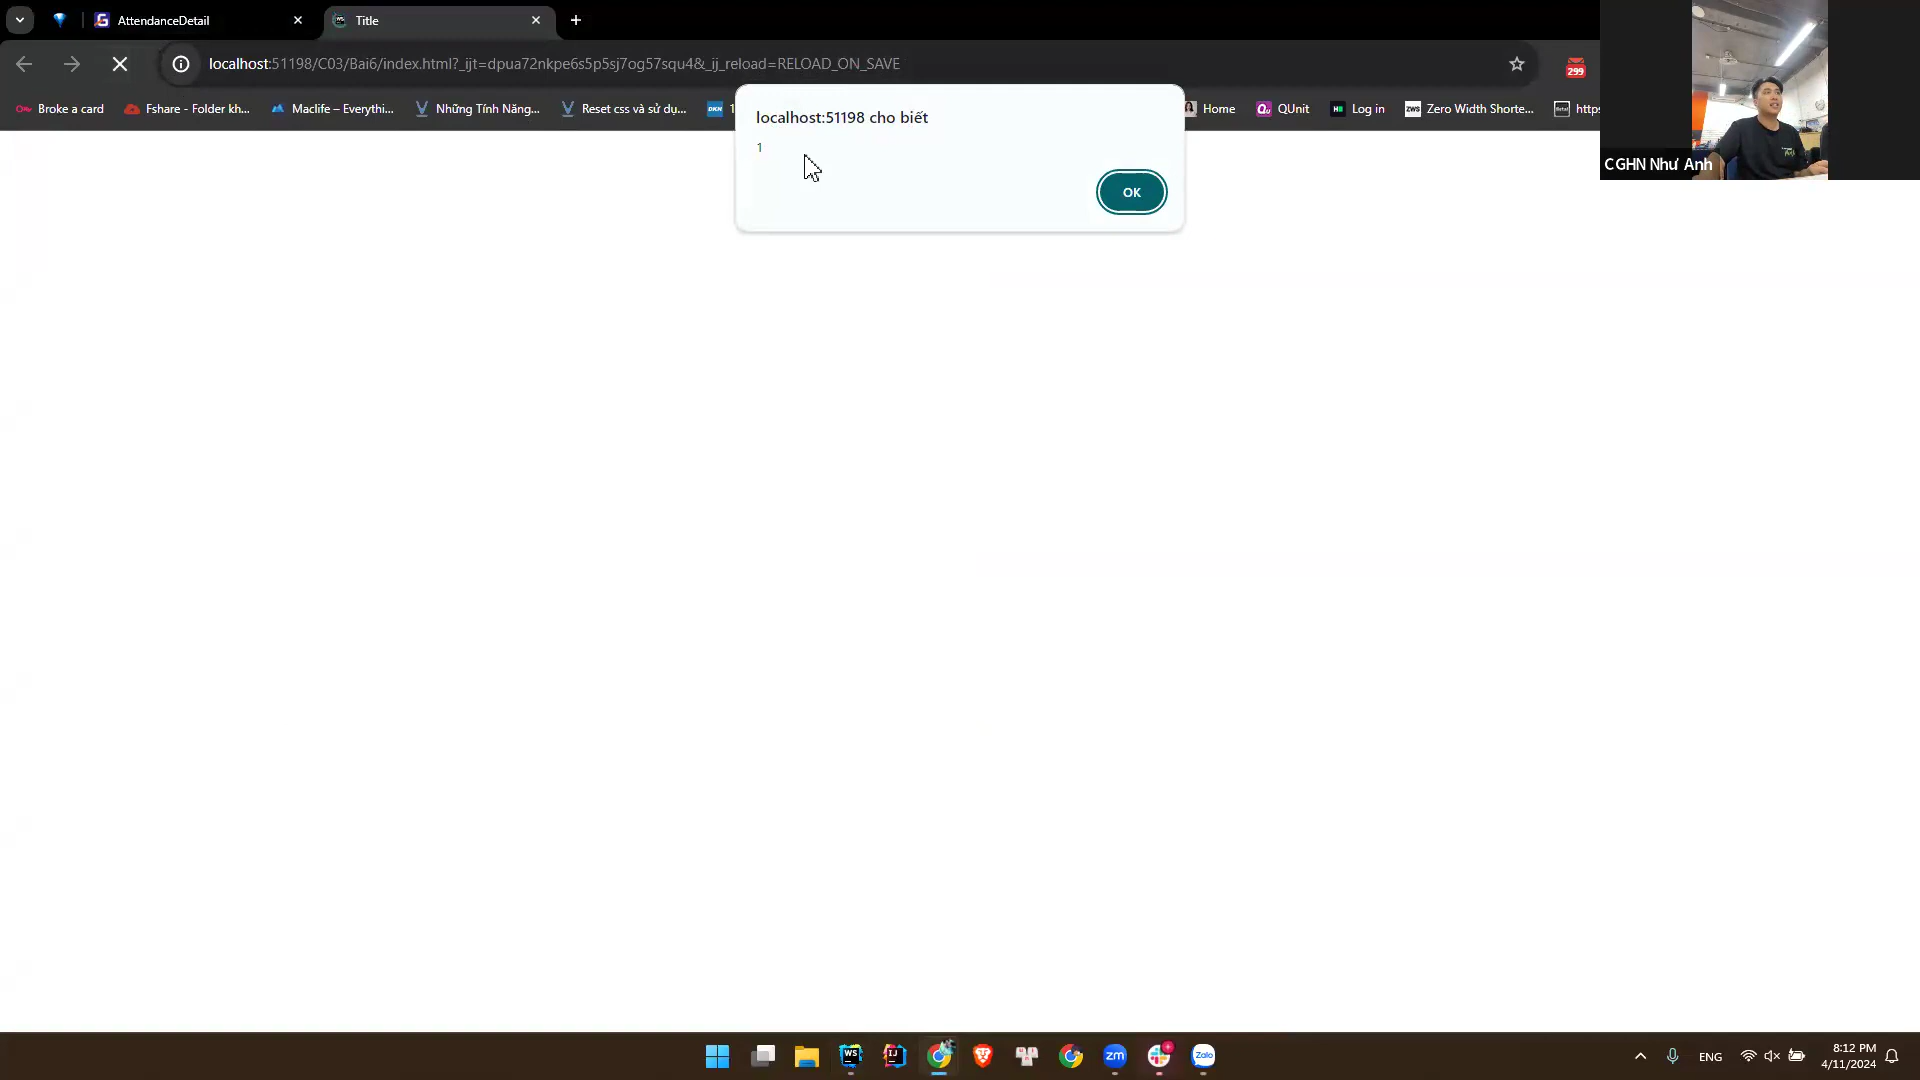 AttendanceDetail
Title
localhost:51198/C03/Bai6/index.html?_ijt=dpua72nkpe6s5p5sj7og57squ4&_ij_reload=RELOAD_ON_SAVE
299
Broke a card
Fshare - Folder kh...
Maclife – Everythi...
Những Tính Năng...
Reset css và sử dụ...
Home
QUnit
Log in
Zero Width Shorte...
https
localhost:51198 cho biết
1
OK
CGHN Như Anh
ENG
8:12 PM
4/11/2024